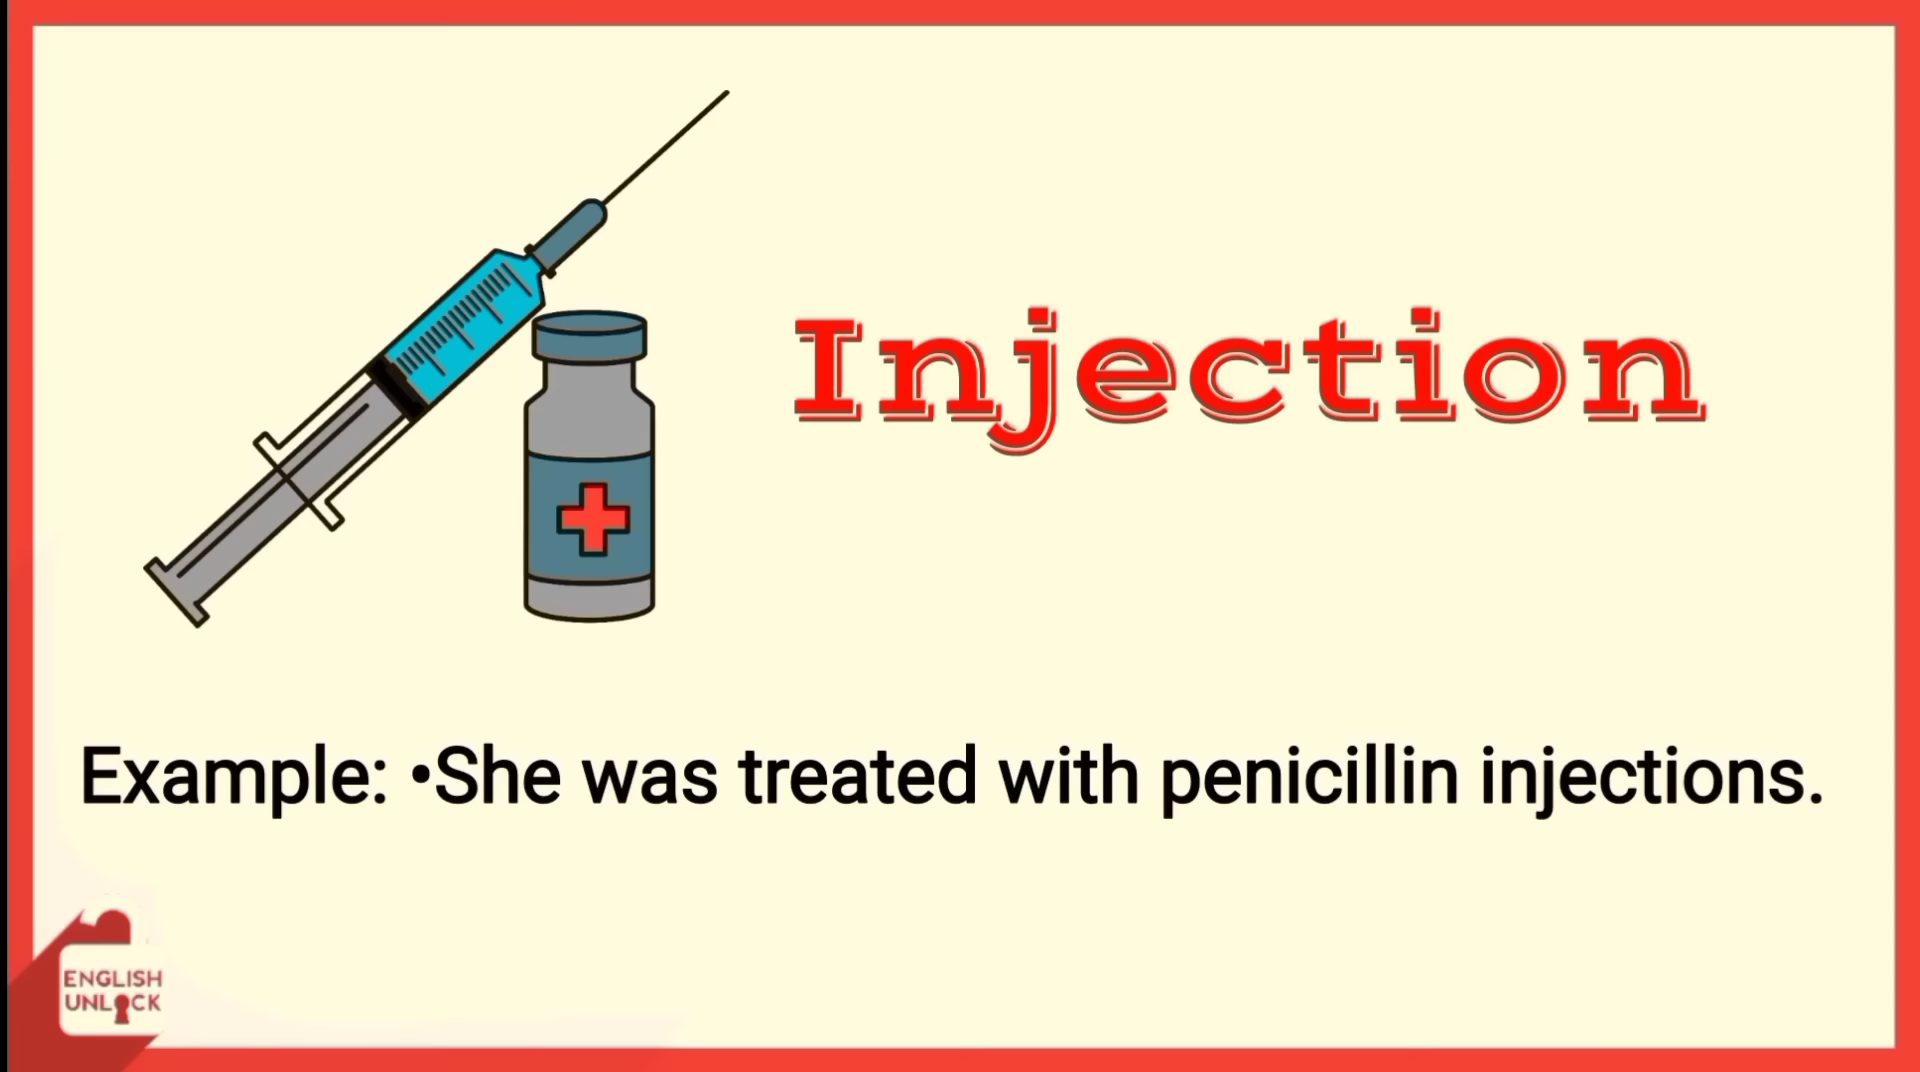 Injection
Example: •She was treated with penicillin injections.
ENGLISH
UNLOCK